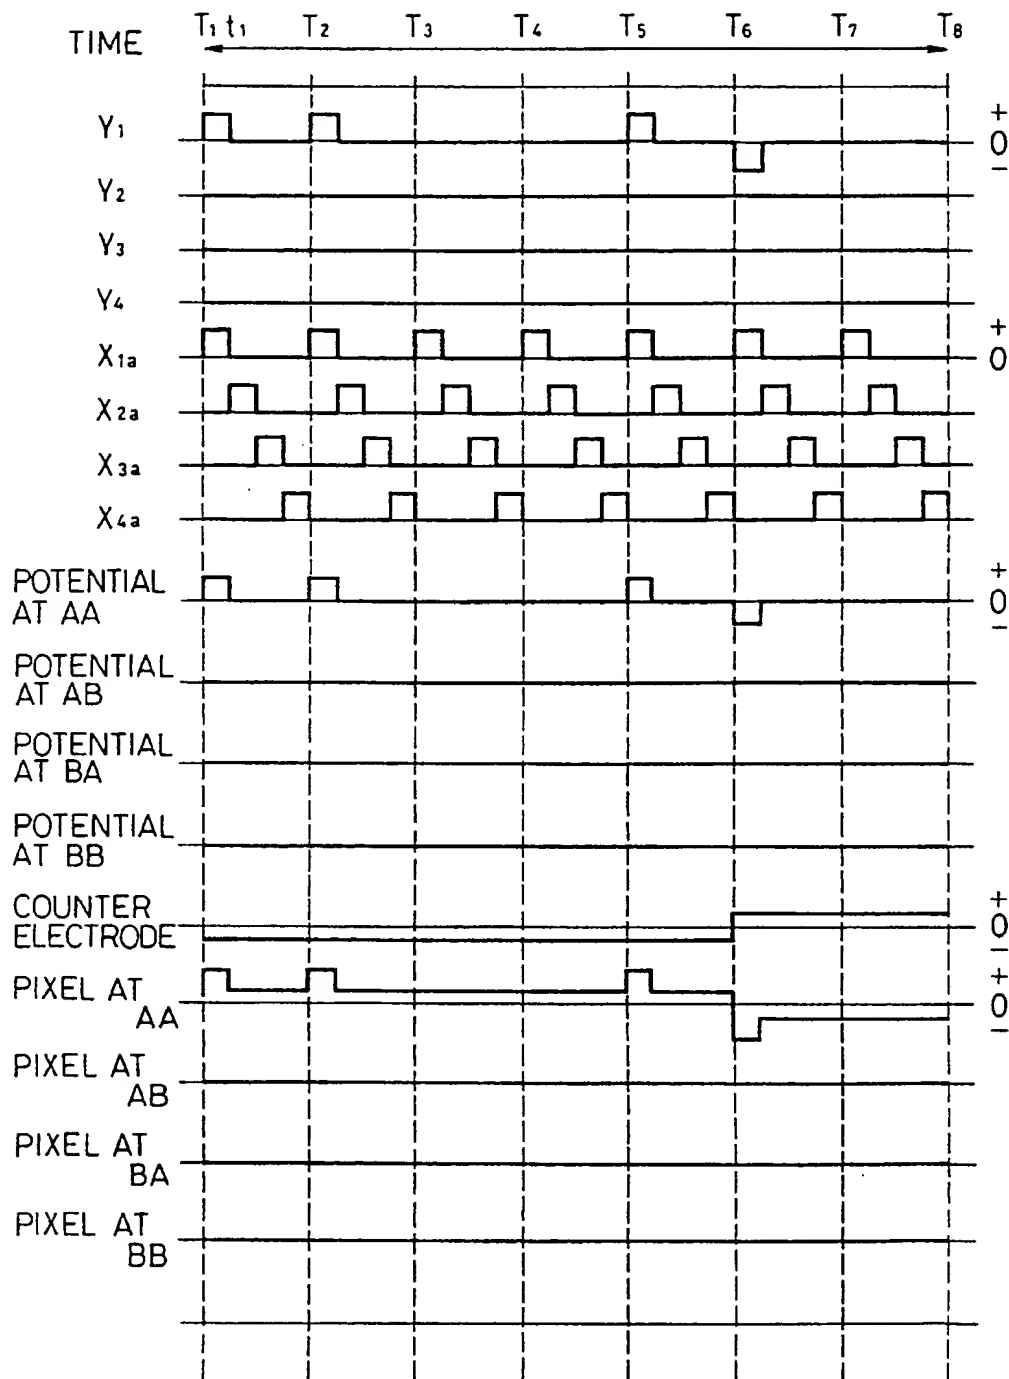 TIME T1 t1 T2 T3 T4 T5 T6 T7 T8
Y1 +
0
−
Y2
Y3
Y4
X1a +
0
X2a
X3a
X4a
POTENTIAL
AT AA
+
0
−
POTENTIAL
AT AB
POTENTIAL
AT BA
POTENTIAL
AT BB
COUNTER
ELECTRODE
+
0
−
PIXEL AT
AA
+
0
−
PIXEL AT
AB
PIXEL AT
BA
PIXEL AT
BB